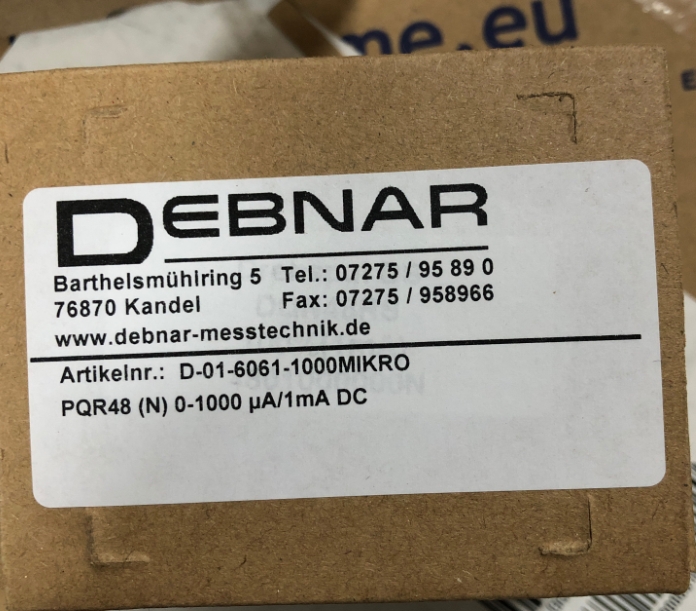 me.eu
DEBNAR
Barthelsmühlring 5 Tel.: 07275 / 95 89 0
76870 Kandel Fax: 07275 / 958966
www.debnar-messtechnik.de
Artikelnr.: D-01-6061-1000MIKRO
PQR48 (N) 0-1000 µA/1mA DC